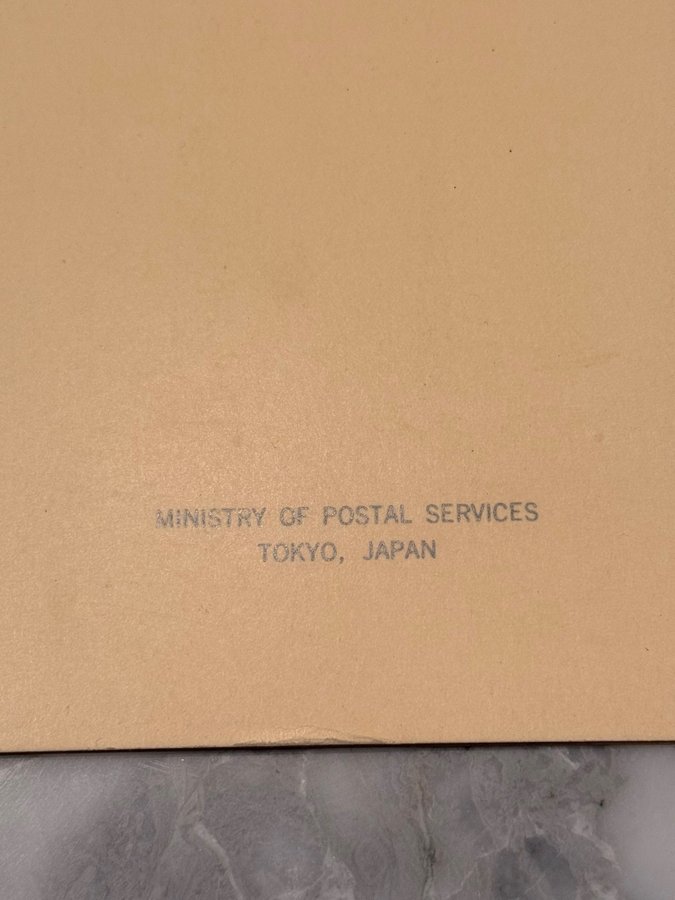 MINISTRY OF POSTAL SERVICES
TOKYO, JAPAN